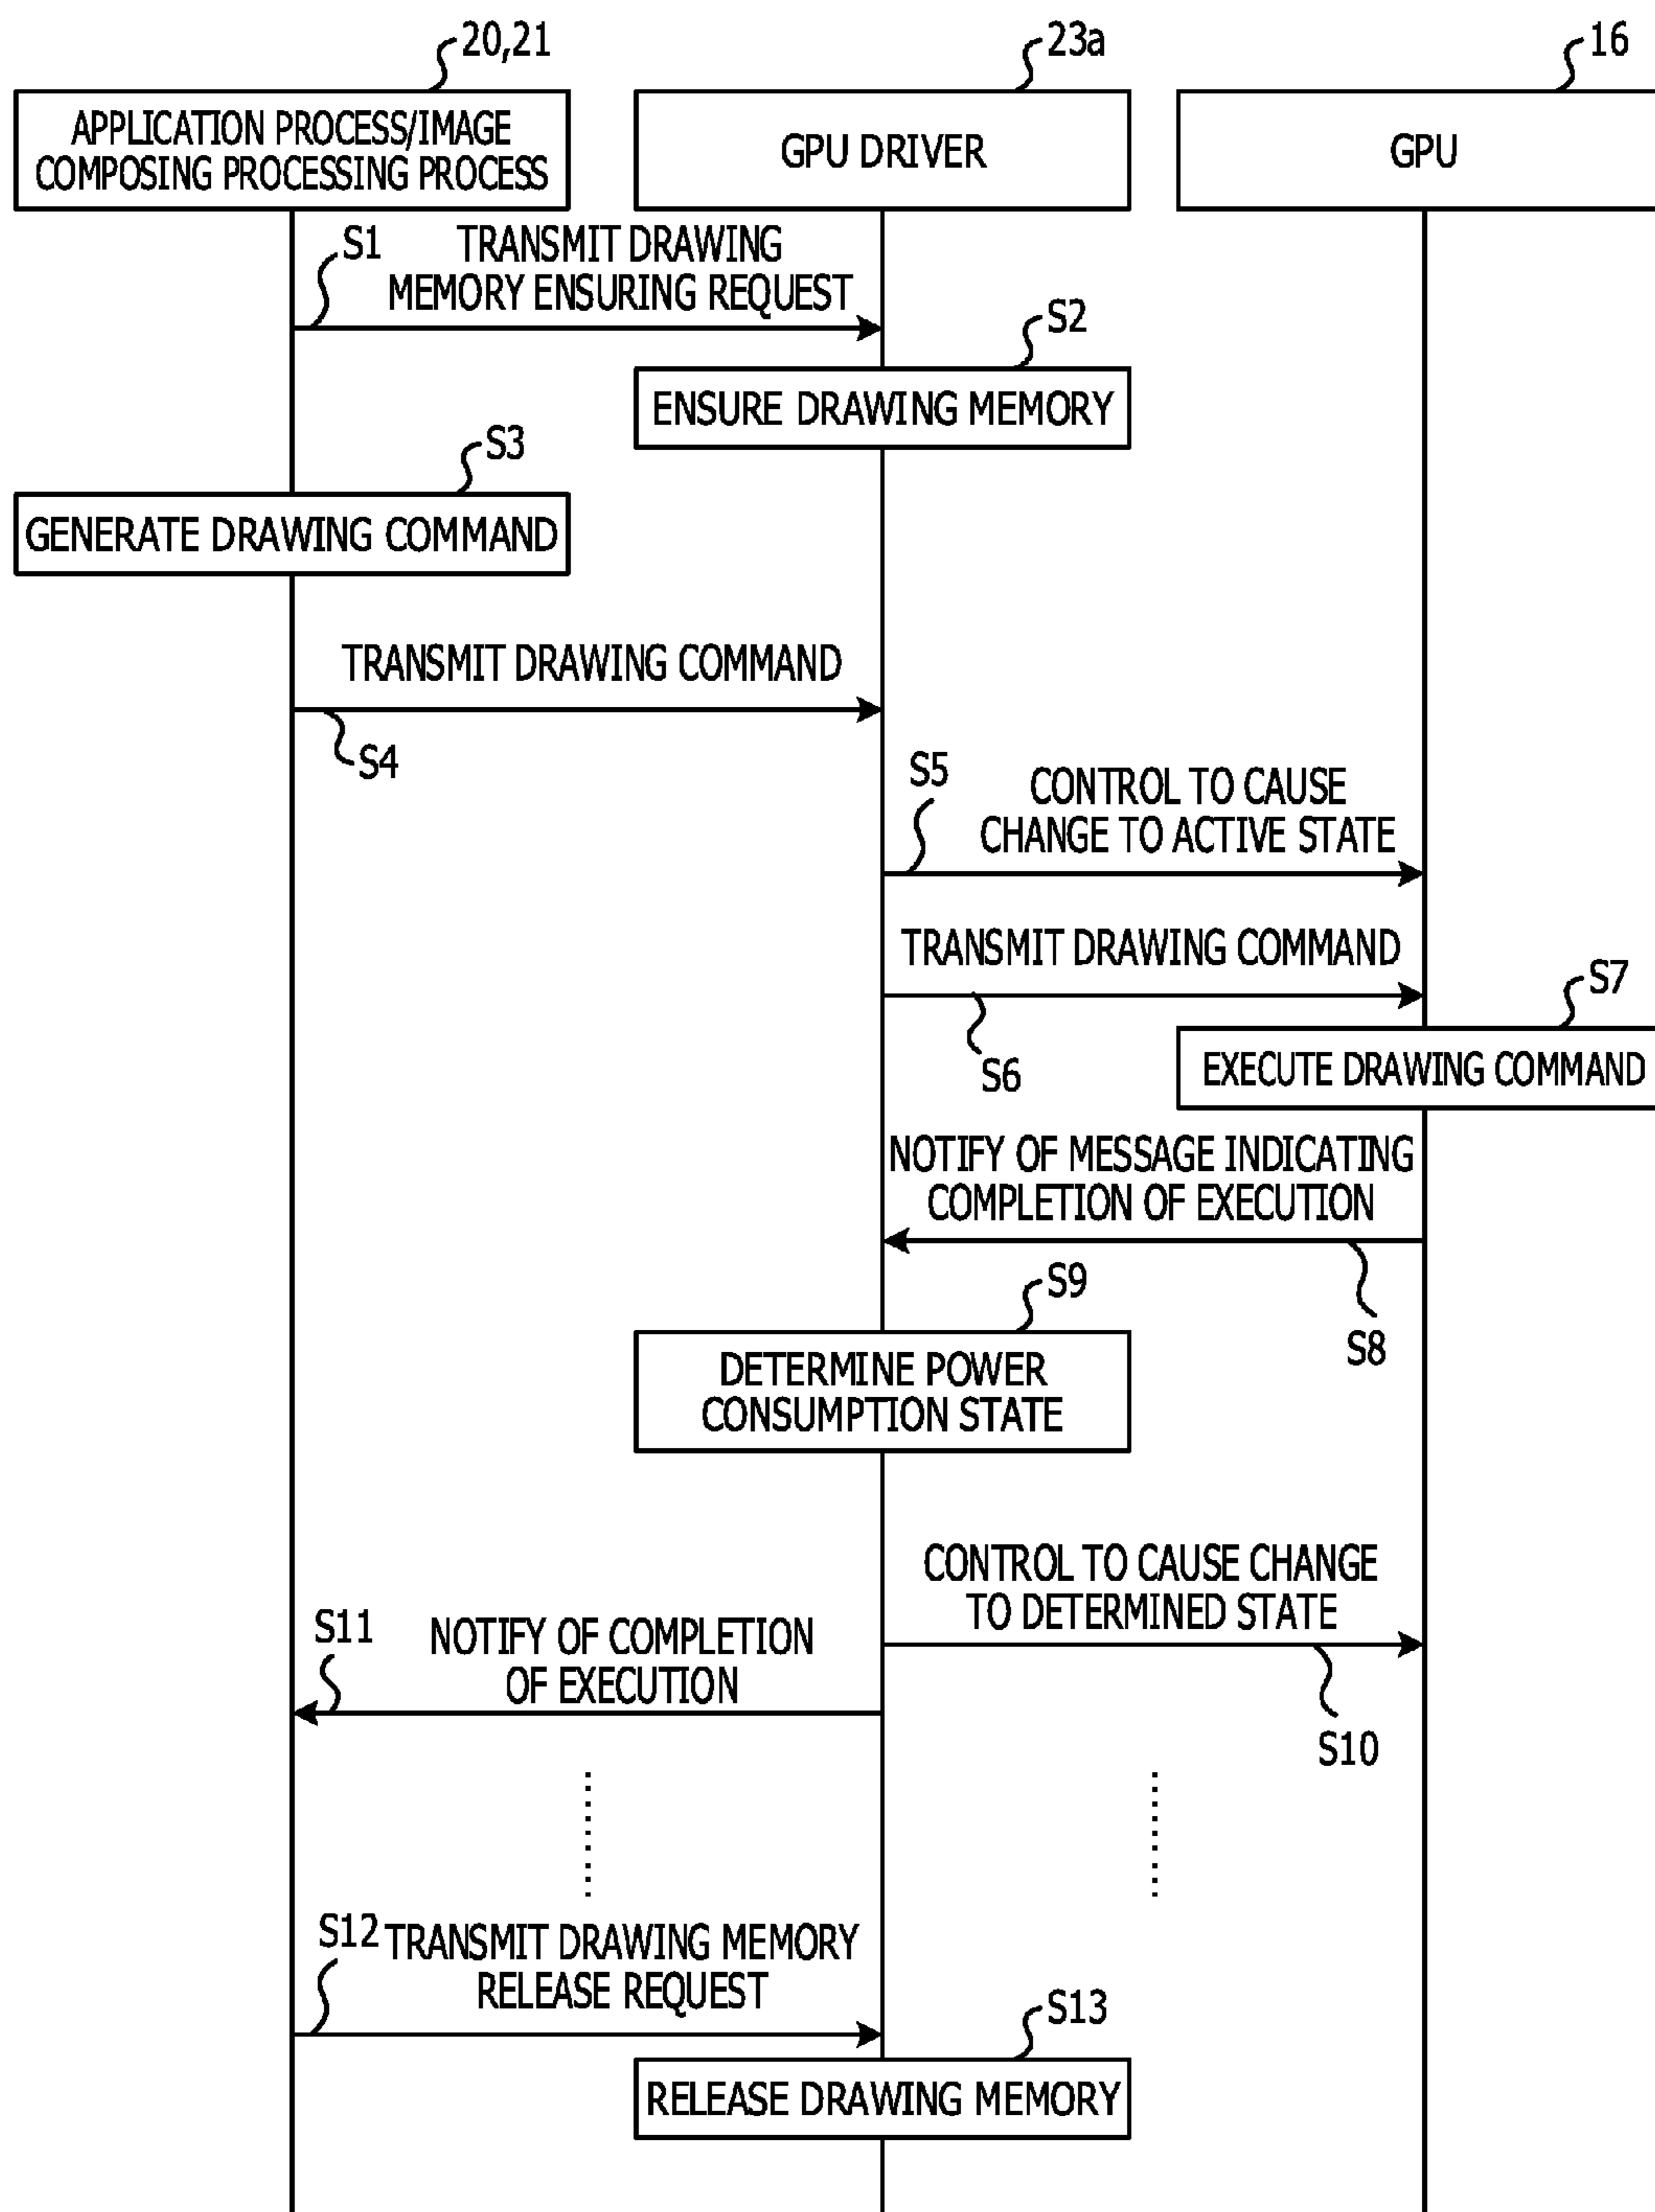 20,21
23a
16
APPLICATION PROCESS/IMAGE
COMPOSING PROCESSING PROCESS
GPU DRIVER
GPU
S1
TRANSMIT DRAWING
MEMORY ENSURING REQUEST
S2
ENSURE DRAWING MEMORY
S3
GENERATE DRAWING COMMAND
TRANSMIT DRAWING COMMAND
S4
S5
CONTROL TO CAUSE
CHANGE TO ACTIVE STATE
TRANSMIT DRAWING COMMAND
S6
S7
EXECUTE DRAWING COMMAND
NOTIFY OF MESSAGE INDICATING
COMPLETION OF EXECUTION
S8
S9
DETERMINE POWER
CONSUMPTION STATE
CONTROL TO CAUSE CHANGE
TO DETERMINED STATE
S10
S11
NOTIFY OF COMPLETION
OF EXECUTION
S12
TRANSMIT DRAWING MEMORY
RELEASE REQUEST
S13
RELEASE DRAWING MEMORY